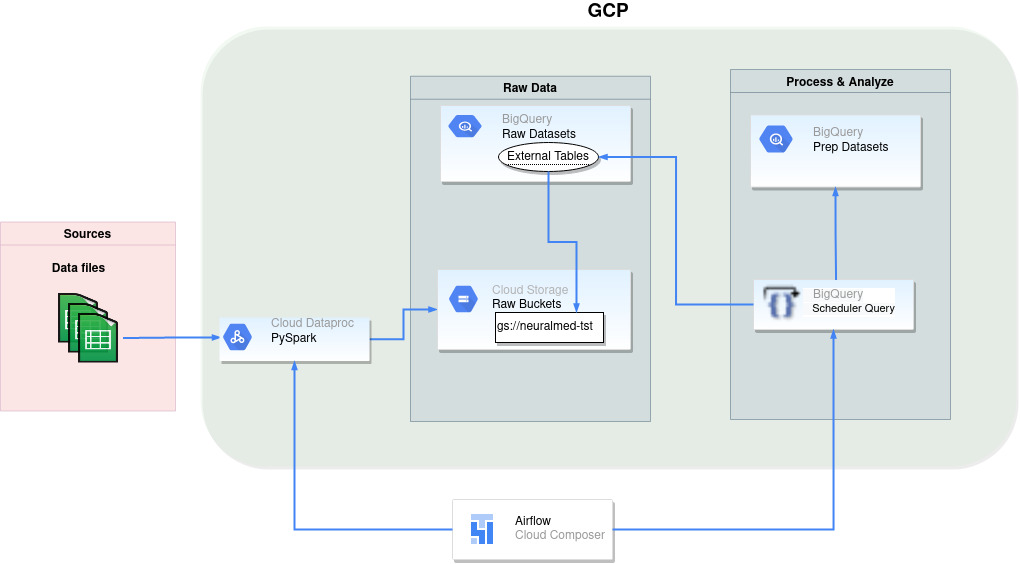 GCP
Sources
Data files
Cloud Dataproc
PySpark
Raw Data
BigQuery
Raw Datasets
External Tables
Cloud Storage
Raw Buckets
gs://neuralmed-tst
Process & Analyze
BigQuery
Prep Datasets
BigQuery
Scheduler Query
Airflow
Cloud Composer